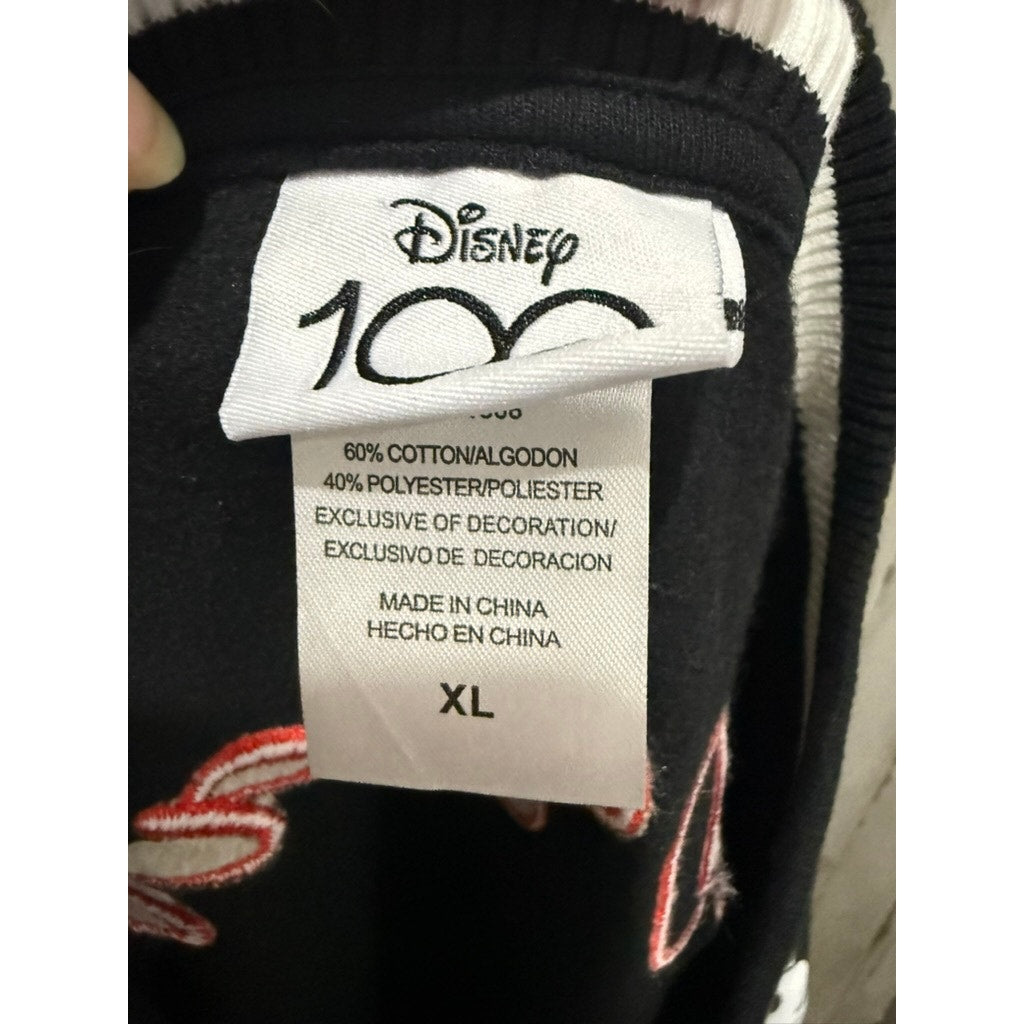 Disney
100
60% COTTON/ALGODON
40% POLYESTER/POLIESTER
EXCLUSIVE OF DECORATION/
EXCLUSIVO DE DECORACION
MADE IN CHINA
HECHO EN CHINA
XL